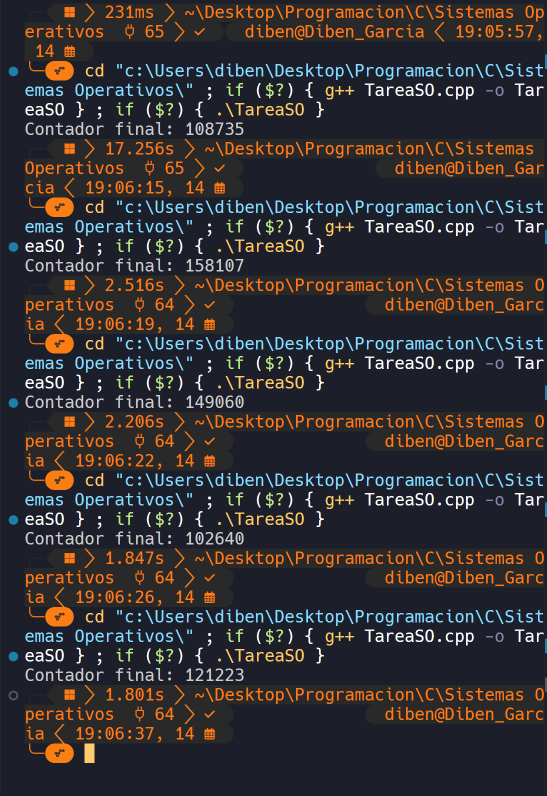 231ms 〉 ~\Desktop\Programacion\C\Sistemas Op
erativos 65 〉 ✓ diben@Diben_Garcia 〈 19:05:57,
14
cd "c:\Users\diben\Desktop\Programacion\C\Sist
emas Operativos\" ; if ($?) { g++ TareaSO.cpp -o Tar
eaSO } ; if ($?) { .\TareaSO }
Contador final: 108735
17.256s 〉 ~\Desktop\Programacion\C\Sistemas
Operativos 65 〉 ✓ diben@Diben_Gar
cia 〈 19:06:15, 14
cd "c:\Users\diben\Desktop\Programacion\C\Sist
emas Operativos\" ; if ($?) { g++ TareaSO.cpp -o Tar
eaSO } ; if ($?) { .\TareaSO }
Contador final: 158107
2.516s 〉 ~\Desktop\Programacion\C\Sistemas O
perativos 64 〉 ✓ diben@Diben_Garc
ia 〈 19:06:19, 14
cd "c:\Users\diben\Desktop\Programacion\C\Sist
emas Operativos\" ; if ($?) { g++ TareaSO.cpp -o Tar
eaSO } ; if ($?) { .\TareaSO }
Contador final: 149060
2.206s 〉 ~\Desktop\Programacion\C\Sistemas O
perativos 64 〉 ✓ diben@Diben_Garc
ia 〈 19:06:22, 14
cd "c:\Users\diben\Desktop\Programacion\C\Sist
emas Operativos\" ; if ($?) { g++ TareaSO.cpp -o Tar
eaSO } ; if ($?) { .\TareaSO }
Contador final: 102640
1.847s 〉 ~\Desktop\Programacion\C\Sistemas O
perativos 64 〉 ✓ diben@Diben_Garc
ia 〈 19:06:26, 14
cd "c:\Users\diben\Desktop\Programacion\C\Sist
emas Operativos\" ; if ($?) { g++ TareaSO.cpp -o Tar
eaSO } ; if ($?) { .\TareaSO }
Contador final: 121223
1.801s 〉 ~\Desktop\Programacion\C\Sistemas O
perativos 64 〉 ✓ diben@Diben_Garc
ia 〈 19:06:37, 14